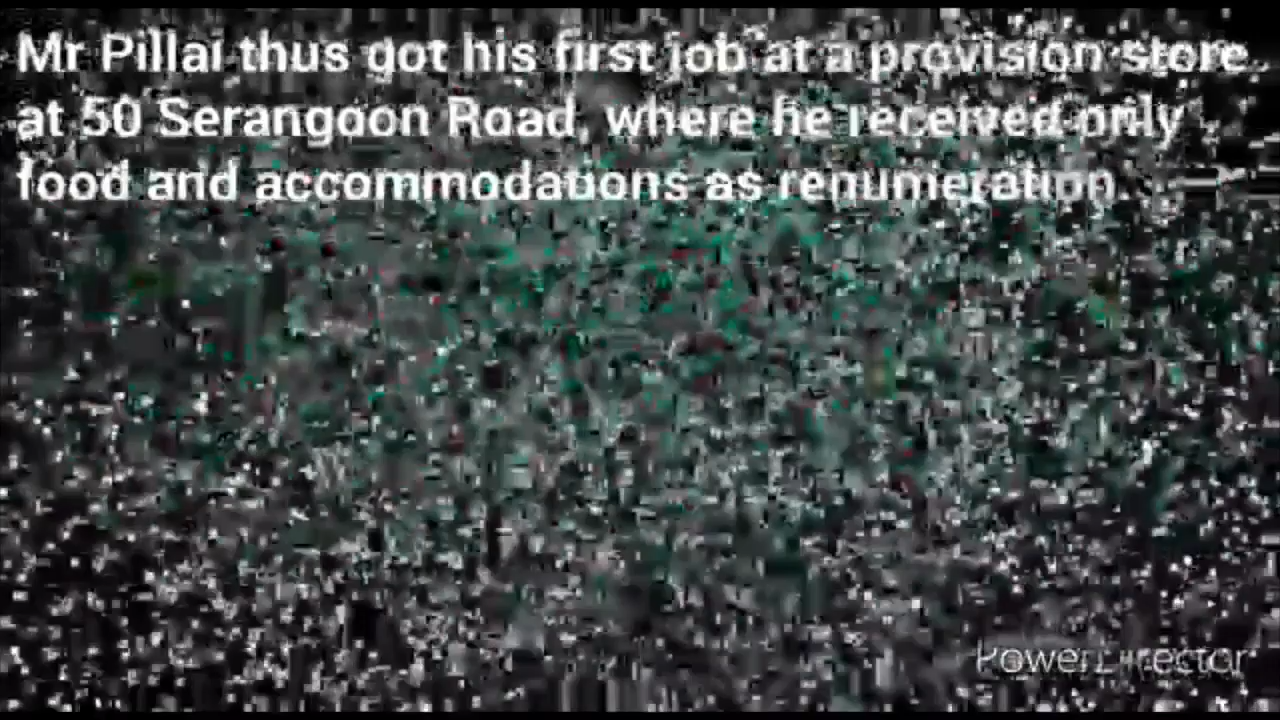 Mr Pillai thus got his first job at a provision store
at 50 Serangoon Road, where he received only
food and accommodations as renumeration.
PowerDirector